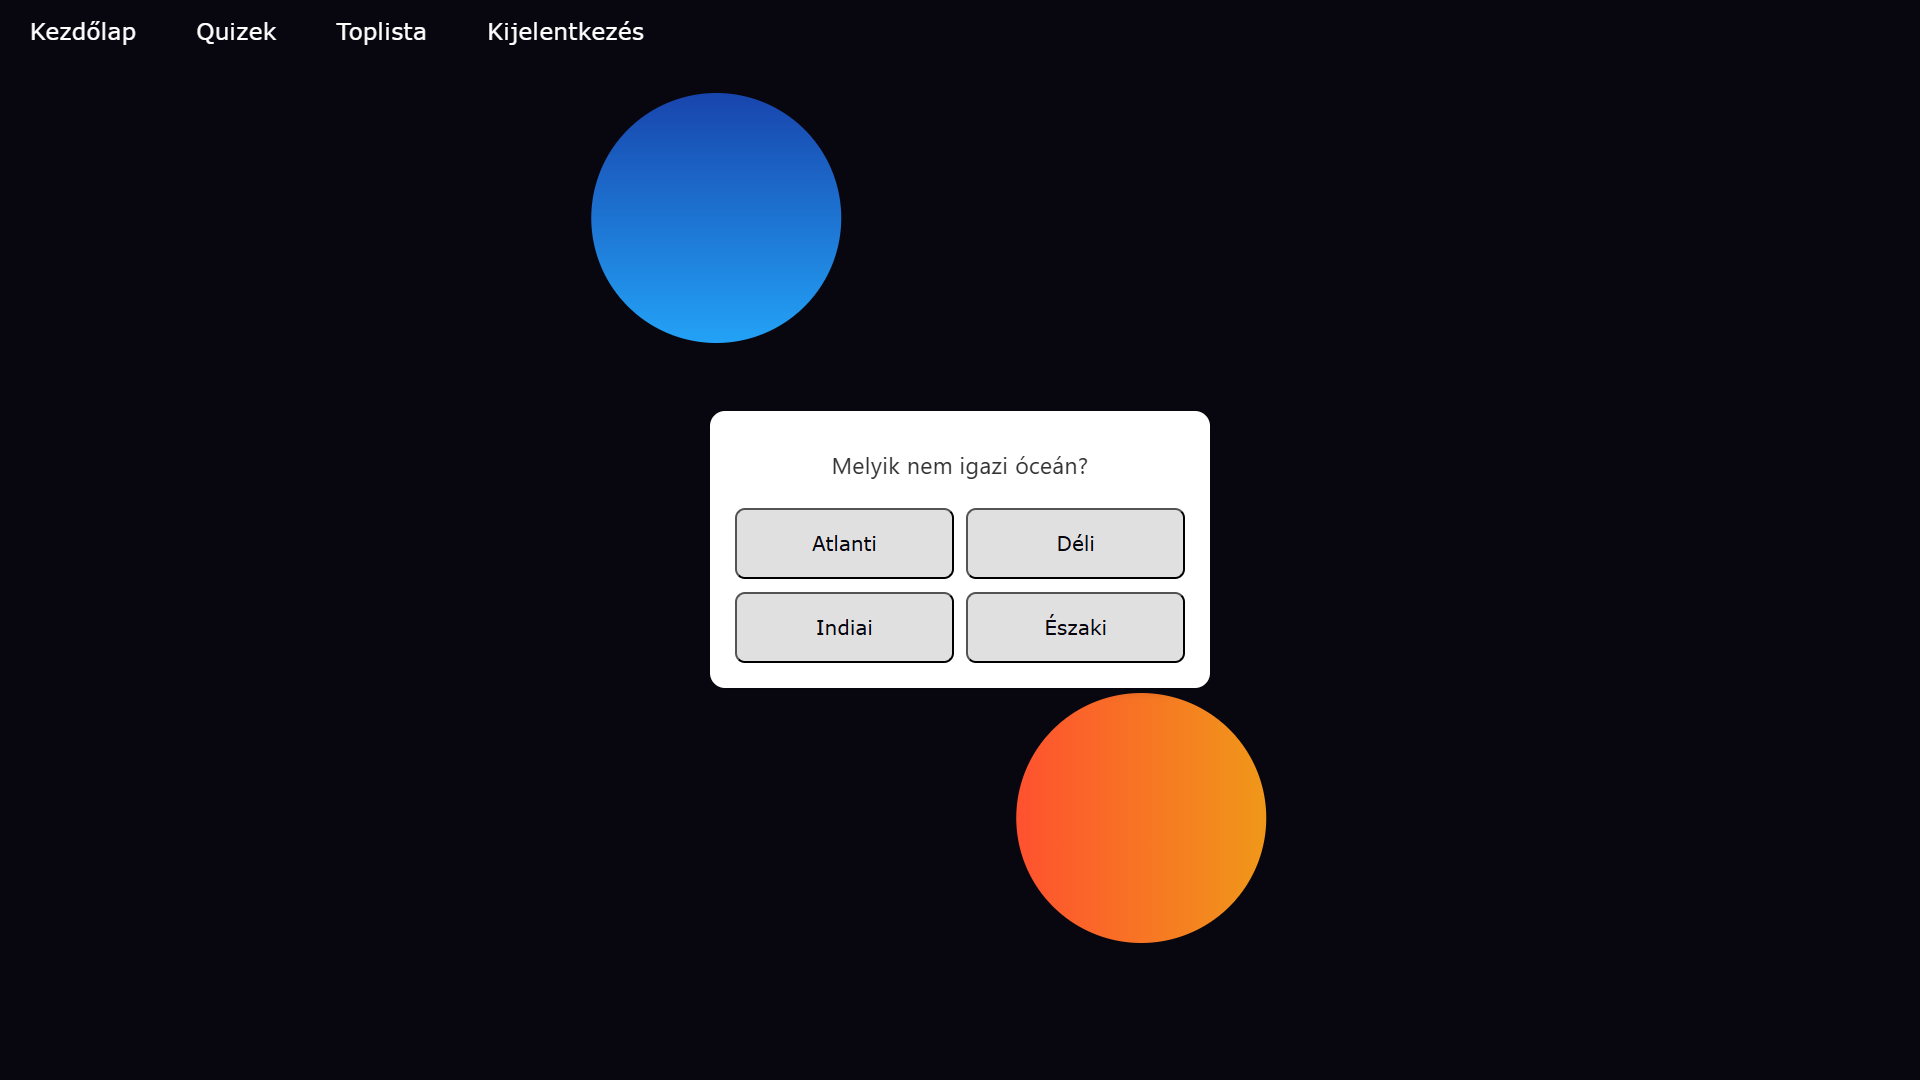 Kezdőlap Quizek Toplista Kijelentkezés
Melyik nem igazi óceán?
Atlanti Déli
Indiai Északi